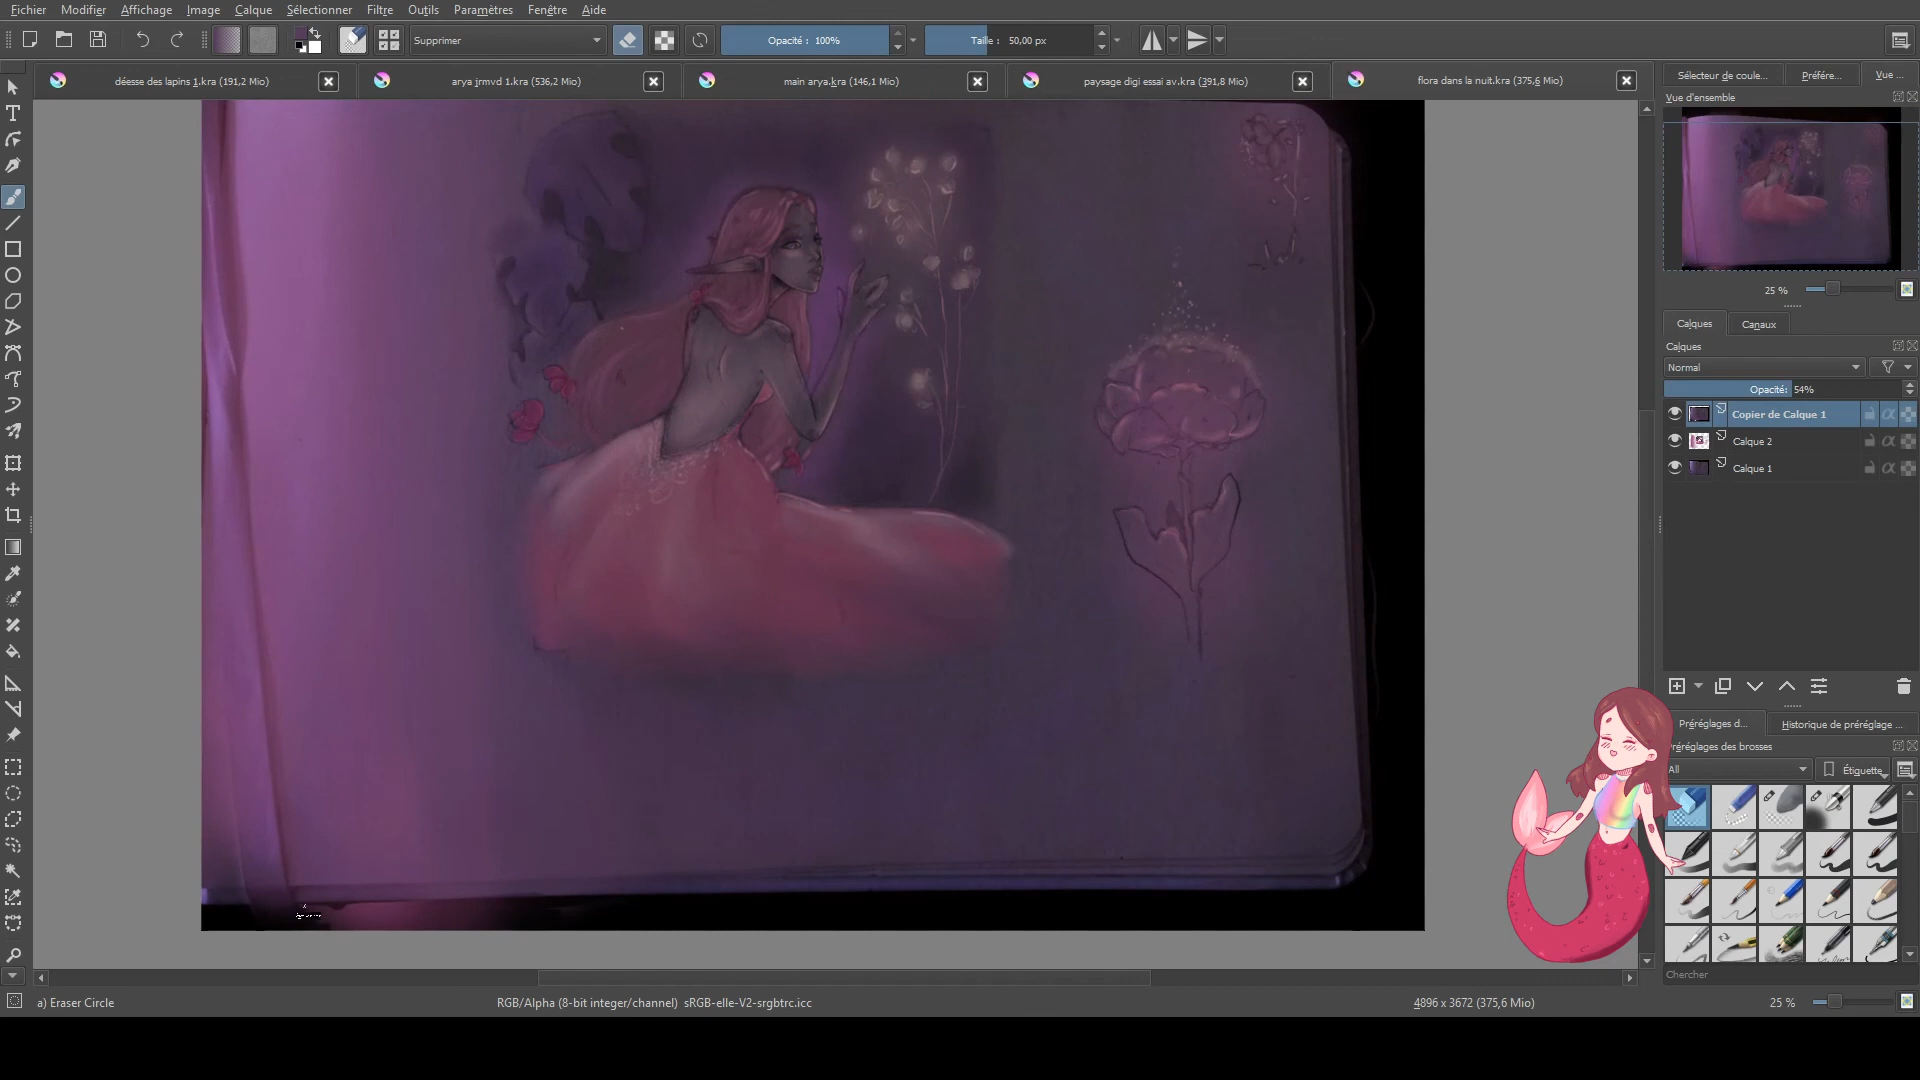 Fichier Modifier Affichage Image Calque Sélectionner Filtre Outils Paramètres Fenêtre Aide
Supprimer
Opacité : 100%
Taille : 50,00 px
déesse des lapins 1.kra (191,2 Mio)
arya jrmvd 1.kra (536,2 Mio)
main arya.kra (146,1 Mio)
paysage digi essai av.kra (391,8 Mio)
flora dans la nuit.kra (375,6 Mio)
Sélecteur de coule... Préfére... Vue ...
Vue d'ensemble
25 %
Calques Canaux
Calques
Normal
Opacité: 54%
Copier de Calque 1
Calque 2
Calque 1
Préréglages d... Historique de préréglage ...
Préréglages des brosses
All
Étiquette
Chercher
a) Eraser Circle
RGB/Alpha (8-bit integer/channel) sRGB-elle-V2-srgbtrc.icc
4896 x 3672 (375,6 Mio)
25 %